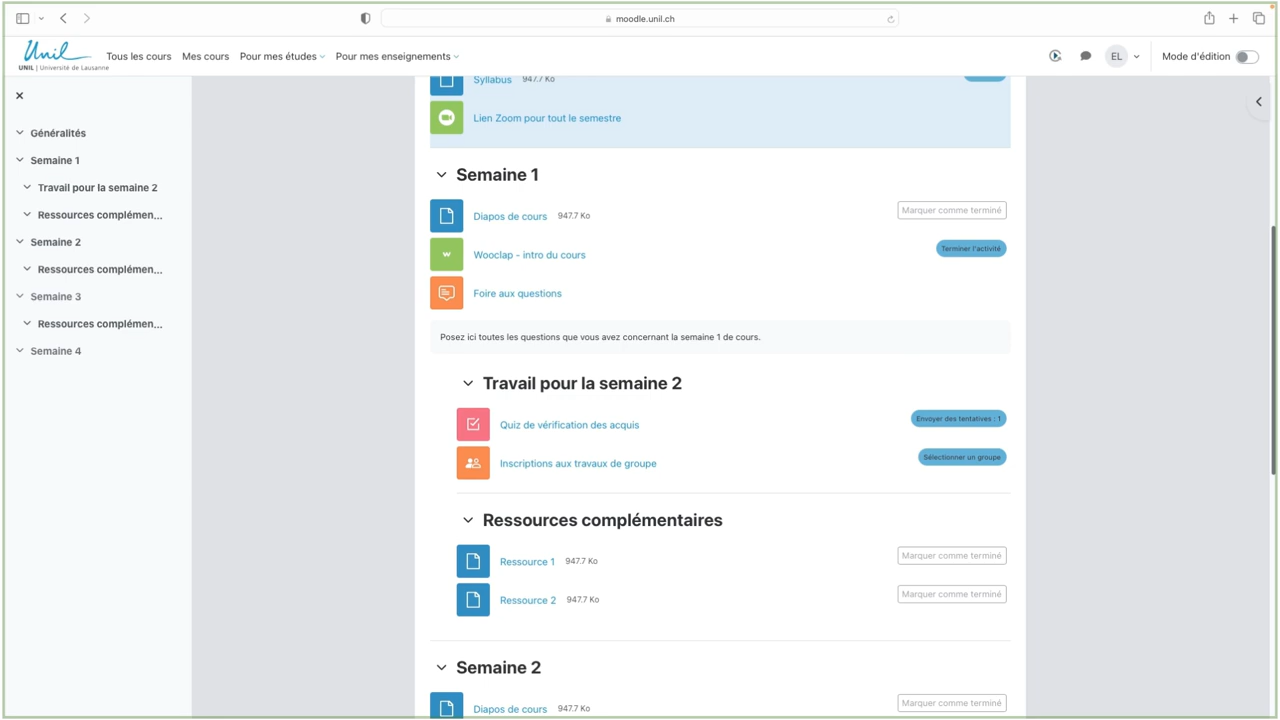 moodle.unil.ch
Unil
UNIL | Université de Lausanne
Tous les cours Mes cours Pour mes études Pour mes enseignements
EL
Mode d'édition
Généralités
Semaine 1
Travail pour la semaine 2
Ressources complémen...
Semaine 2
Ressources complémen...
Semaine 3
Ressources complémen...
Semaine 4
Syllabus 947.7 Ko
Lien Zoom pour tout le semestre
Semaine 1
Diapos de cours 947.7 Ko
Marquer comme terminé
w
Wooclap - intro du cours
Terminer l'activité
Foire aux questions
Posez ici toutes les questions que vous avez concernant la semaine 1 de cours.
Travail pour la semaine 2
Quiz de vérification des acquis
Envoyer des tentatives : 1
Inscriptions aux travaux de groupe
Sélectionner un groupe
Ressources complémentaires
Ressource 1 947.7 Ko
Marquer comme terminé
Ressource 2 947.7 Ko
Marquer comme terminé
Semaine 2
Diapos de cours 947.7 Ko
Marquer comme terminé